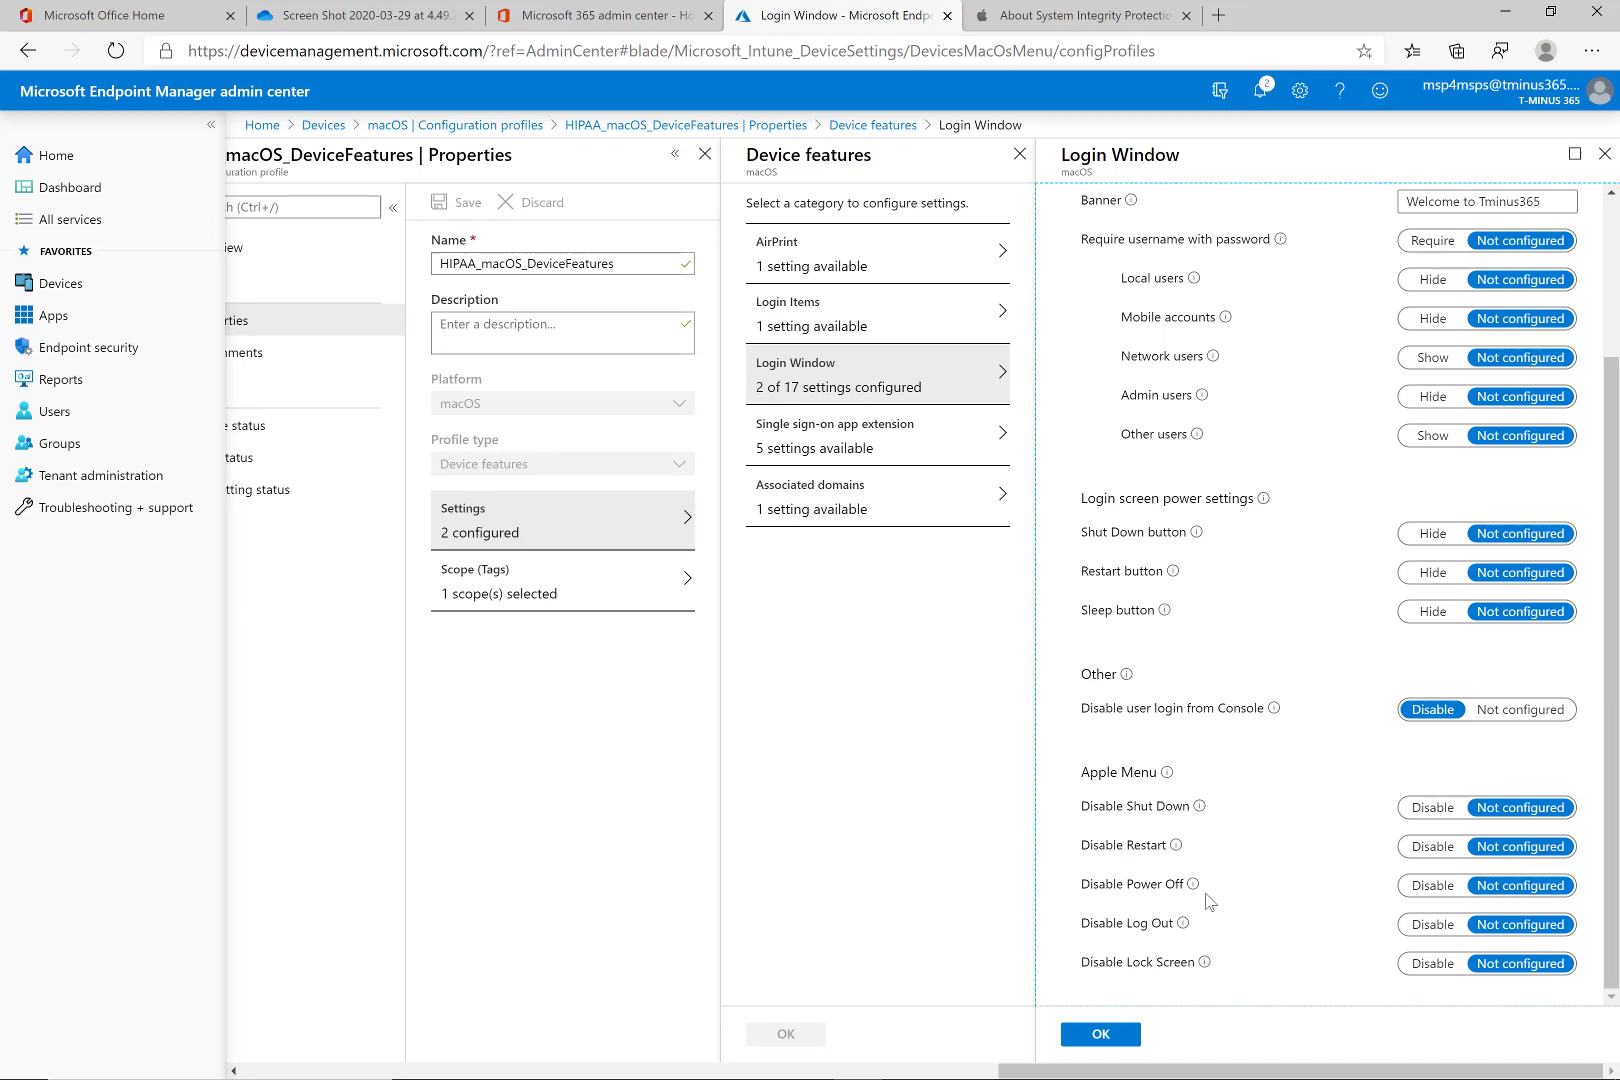 Microsoft Office Home
Screen Shot 2020-03-29 at 4.49.
Microsoft 365 admin center - Ho
Login Window - Microsoft Endp
About System Integrity Protectio
https://devicemanagement.microsoft.com/?ref=AdminCenter#blade/Microsoft_Intune_DeviceSettings/DevicesMacOsMenu/configProfiles
Microsoft Endpoint Manager admin center
2
msp4msps@tminus365....
T-MINUS 365
Home > Devices > macOS | Configuration profiles > HIPAA_macOS_DeviceFeatures | Properties > Device features > Login Window
Home
Dashboard
All services
FAVORITES
Devices
Apps
Endpoint security
Reports
Users
Groups
Tenant administration
Troubleshooting + support
macOS_DeviceFeatures | Properties
uration profile
h (Ctrl+/)
iew
rties
nments
e status
tatus
tting status
Save
Discard
Name *
HIPAA_macOS_DeviceFeatures
Description
Enter a description...
Platform
macOS
Profile type
Device features
Settings
2 configured
Scope (Tags)
1 scope(s) selected
Device features
macOS
Select a category to configure settings.
AirPrint
1 setting available
Login Items
1 setting available
Login Window
2 of 17 settings configured
Single sign-on app extension
5 settings available
Associated domains
1 setting available
OK
Login Window
macOS
Banner
Welcome to Tminus365
Require username with password
Require Not configured
Local users
Hide Not configured
Mobile accounts
Hide Not configured
Network users
Show Not configured
Admin users
Hide Not configured
Other users
Show Not configured
Login screen power settings
Shut Down button
Hide Not configured
Restart button
Hide Not configured
Sleep button
Hide Not configured
Other
Disable user login from Console
Disable Not configured
Apple Menu
Disable Shut Down
Disable Not configured
Disable Restart
Disable Not configured
Disable Power Off
Disable Not configured
Disable Log Out
Disable Not configured
Disable Lock Screen
Disable Not configured
OK